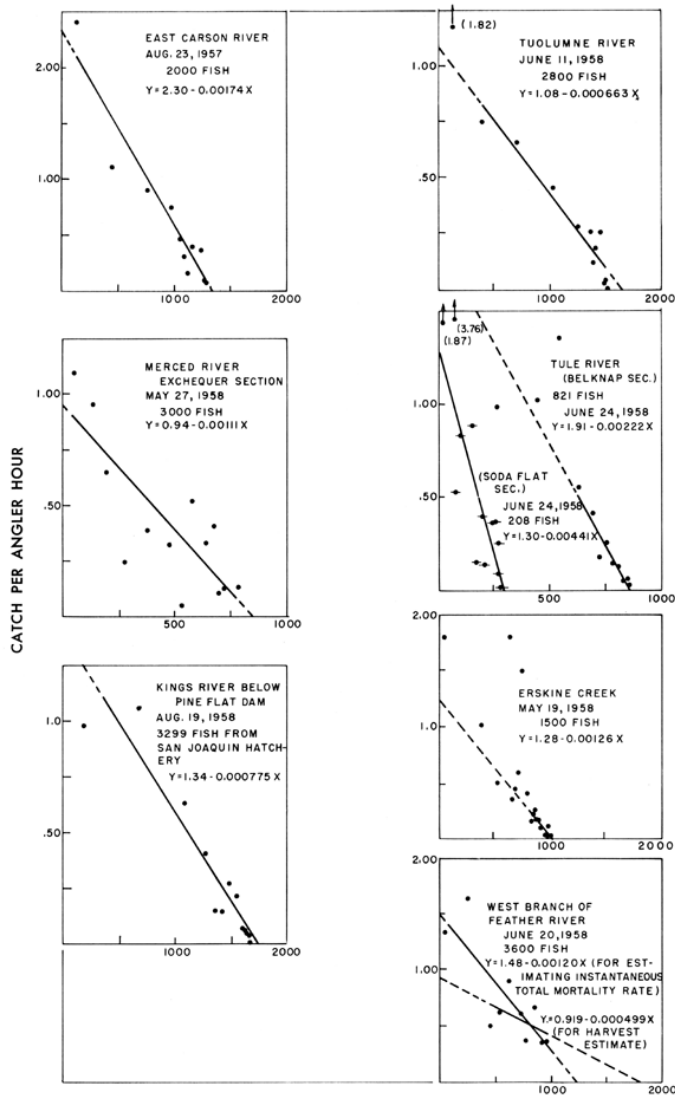 CATCH PER ANGLER HOUR
EAST CARSON RIVER
AUG. 23, 1957
2000 FISH
Y=2.30-0.00174X
2.00
1.00
1000
2000
MERCED RIVER
EXCHEQUER SECTION
MAY 27, 1958
3000 FISH
Y=0.94-0.00111X
1.00
.50
500
1000
KINGS RIVER BELOW
PINE FLAT DAM
AUG. 19, 1958
3299 FISH FROM
SAN JOAQUIN HATCH-
ERY
Y=1.34-0.000775X
1.0
.50
1000
2000
(1.82)
TUOLUMNE RIVER
JUNE 11, 1958
2800 FISH
Y=1.08-0.000663X
.50
1000
2000
(3.76)
(1.87)
TULE RIVER
(BELKNAP SEC.)
821 FISH
JUNE 24, 1958
Y=1.91-0.00222X
(SODA FLAT
SEC.)
JUNE 24, 1958
208 FISH
Y=1.30-0.00441X
1.00
.50
500
1000
2.00
ERSKINE CREEK
MAY 19, 1958
1500 FISH
Y=1.28-0.00126X
1.0
1000
2000
2.00
WEST BRANCH OF
FEATHER RIVER
JUNE 20, 1958
3600 FISH
Y=1.48-0.00120X (FOR EST-
IMATING INSTANTANEOUS
TOTAL MORTALITY RATE)
Y=0.919-0.000499X
(FOR HARVEST
ESTIMATE)
1.00
1000
2000